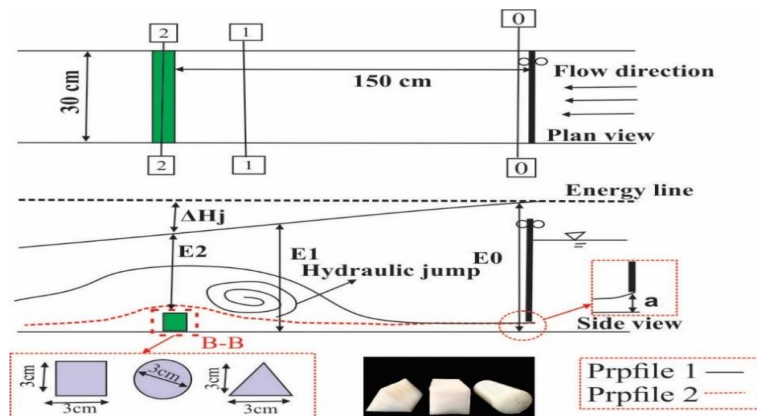 2
1
0
150 cm
Flow direction
30 cm
Plan view
2
1
0
Energy line
ΔHj
E2
E1
E0
Hydraulic jump
a
Side view
B-B
3cm
3cm
3cm
3cm
3cm
Prpfile 1
Prpfile 2